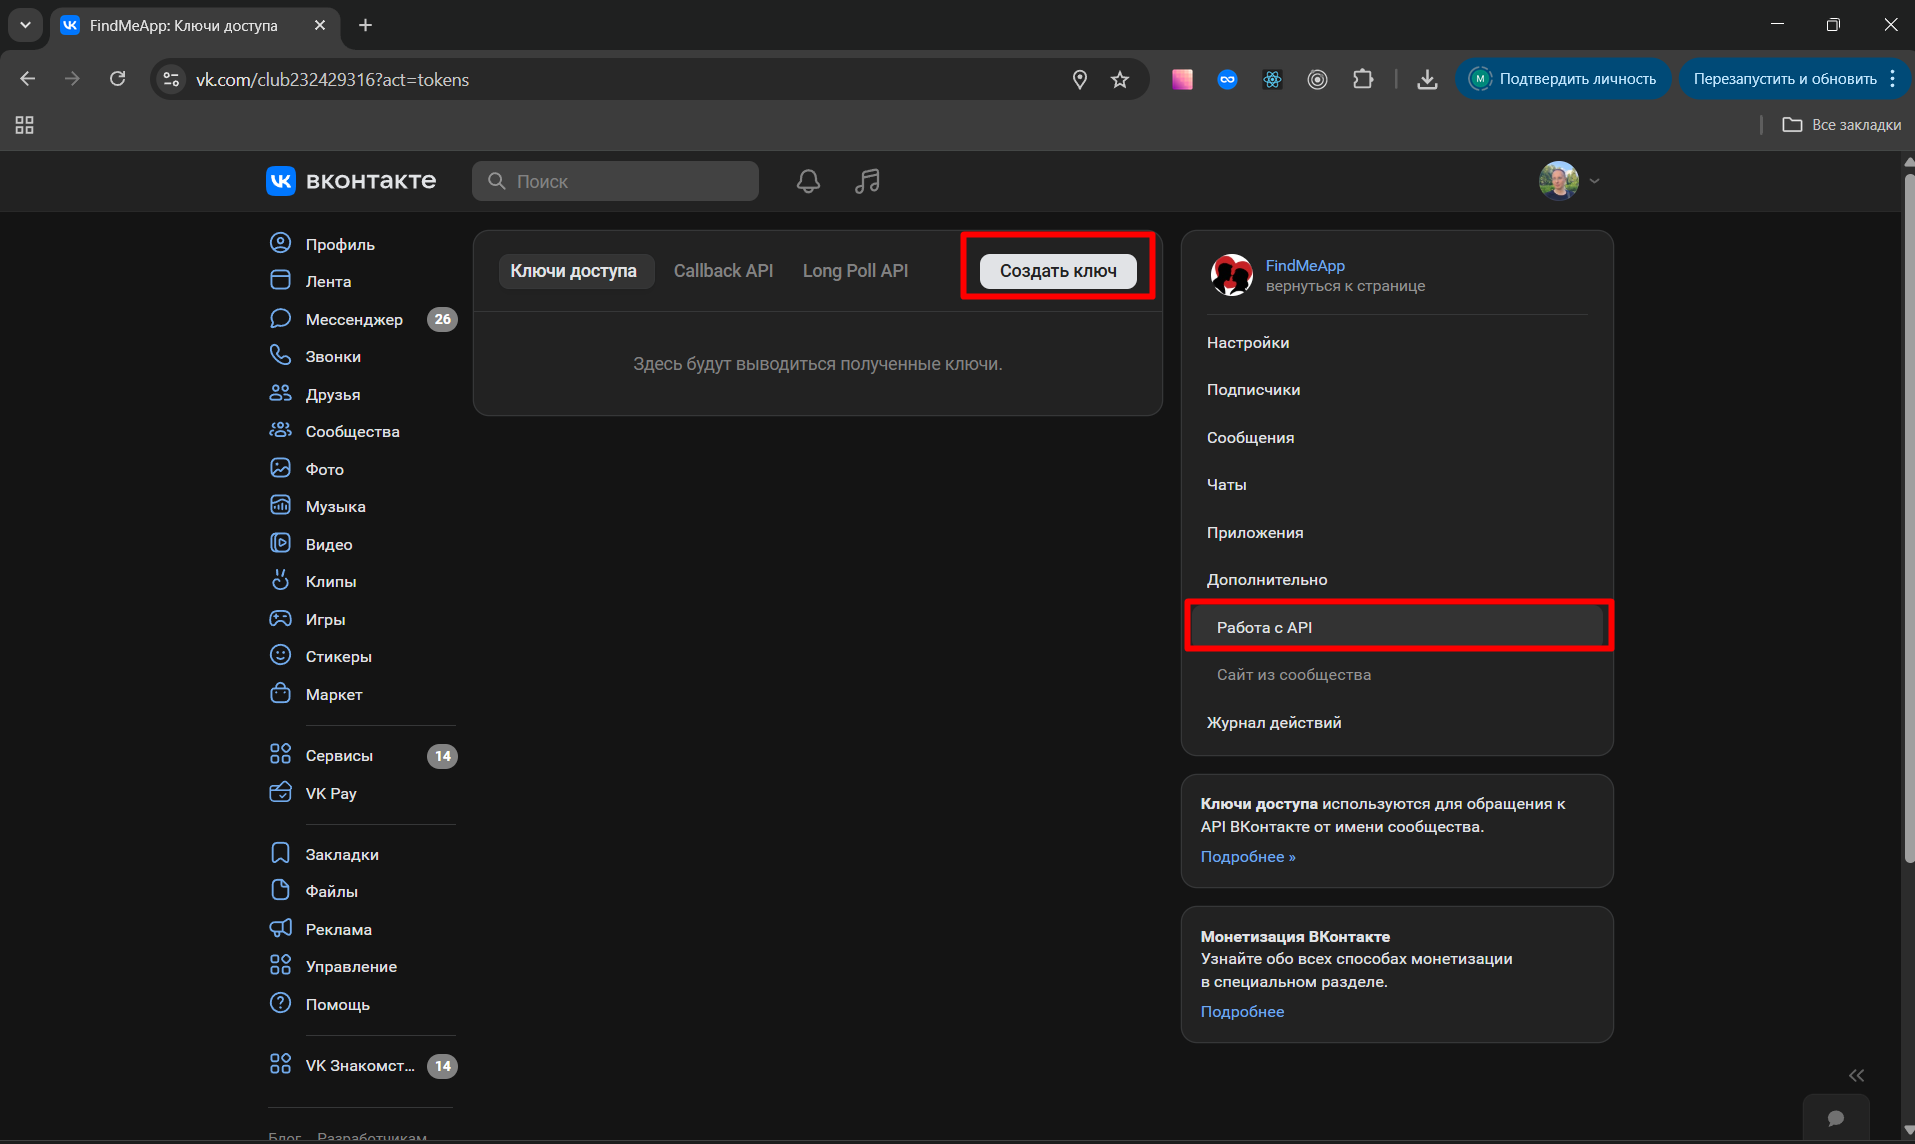 FindMeApp: Ключи доступа
vk.com/club232429316?act=tokens
М
Подтвердить личность
Перезапустить и обновить
Все закладки
вконтакте
Поиск
Профиль
Лента
Мессенджер 26
Звонки
Друзья
Сообщества
Фото
Музыка
Видео
Клипы
Игры
Стикеры
Маркет
Сервисы 14
VK Pay
Закладки
Файлы
Реклама
Управление
Помощь
VK Знакомст... 14
Блог Разработчикам
Ключи доступа Callback API Long Poll API Создать ключ
Здесь будут выводиться полученные ключи.
FindMeApp
вернуться к странице
Настройки
Подписчики
Сообщения
Чаты
Приложения
Дополнительно
Работа с API
Сайт из сообщества
Журнал действий
Ключи доступа используются для обращения к
API ВКонтакте от имени сообщества.
Подробнее »
Монетизация ВКонтакте
Узнайте обо всех способах монетизации
в специальном разделе.
Подробнее